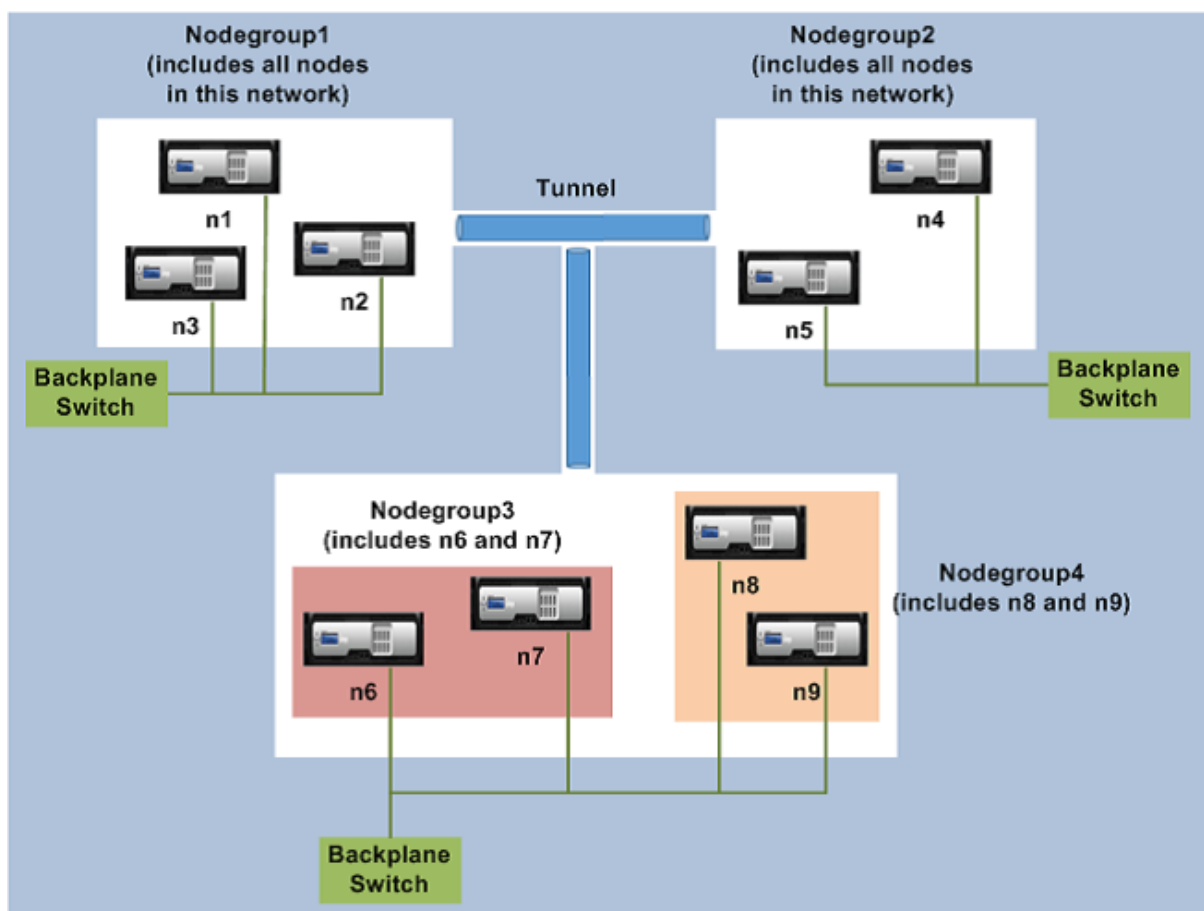 Nodegroup1
(includes all nodes
in this network)
Nodegroup2
(includes all nodes
in this network)
n1
n3
n2
Tunnel
n4
n5
Backplane
Switch
Backplane
Switch
Nodegroup3
(includes n6 and n7)
n6
n7
n8
n9
Nodegroup4
(includes n8 and n9)
Backplane
Switch